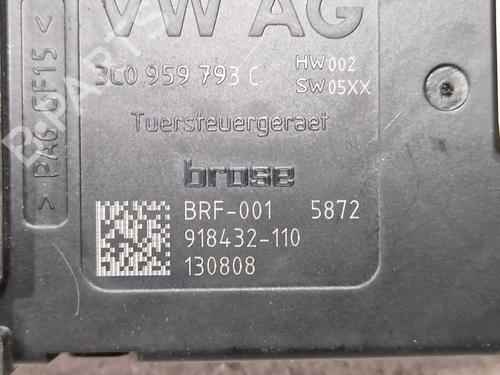 VW AG
3C0 959 793 C
HW 002
SW 05XX
Tuersteuergeraet
brose
BRF-001 5872
918432-110
130808
> PA6 GF15 <
B-PARTS